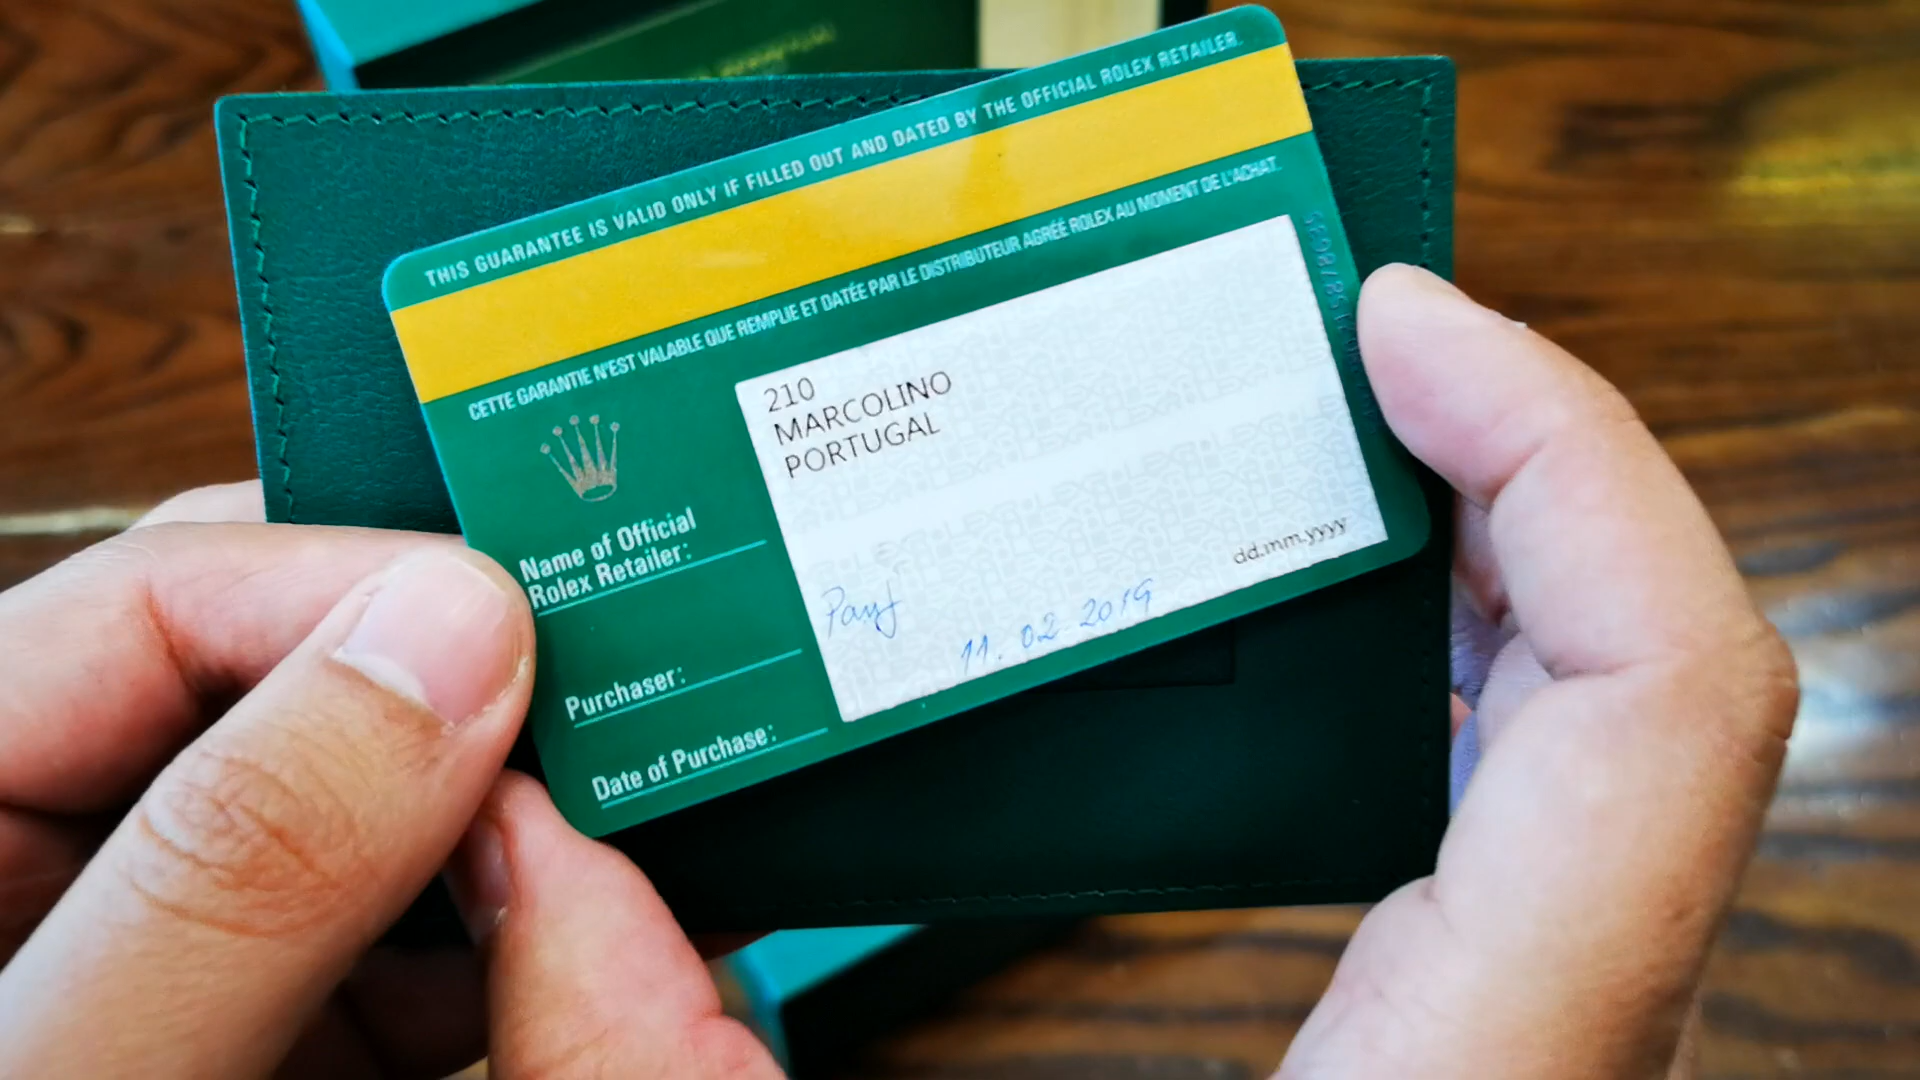 THIS GUARANTEE IS VALID ONLY IF FILLED OUT AND DATED BY THE OFFICIAL ROLEX RETAILER.
CETTE GARANTIE N'EST VALABLE QUE REMPLIE ET DATÉE PAR LE DISTRIBUTEUR AGRÉÉ ROLEX AU MOMENT DE L'ACHAT.
210
MARCOLINO
PORTUGAL
Name of Official
Rolex Retailer:
dd.mm.yyyy
Purchaser:
11. 02 2019
Date of Purchase: